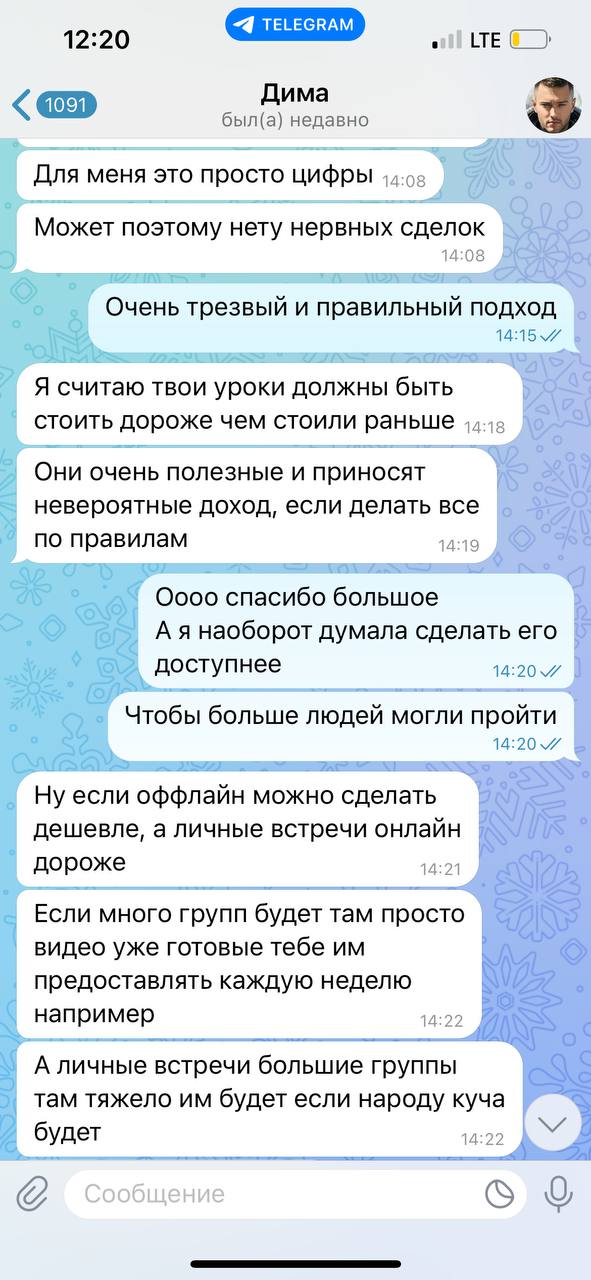 12:20
TELEGRAM
LTE
1091
Дима
был(а) недавно
Для меня это просто цифры 14:08
Может поэтому нету нервных сделок
14:08
Очень трезвый и правильный подход
14:15
Я считаю твои уроки должны быть
стоить дороже чем стоили раньше 14:18
Они очень полезные и приносят
невероятные доход, если делать все
по правилам 14:19
Оооо спасибо большое
А я наоборот думала сделать его
доступнее 14:20
Чтобы больше людей могли пройти
14:20
Ну если оффлайн можно сделать
дешевле, а личные встречи онлайн
дороже 14:21
Если много групп будет там просто
видео уже готовые тебе им
предоставлять каждую неделю
например 14:22
А личные встречи большие группы
там тяжело им будет если народу куча
будет 14:22
Сообщение